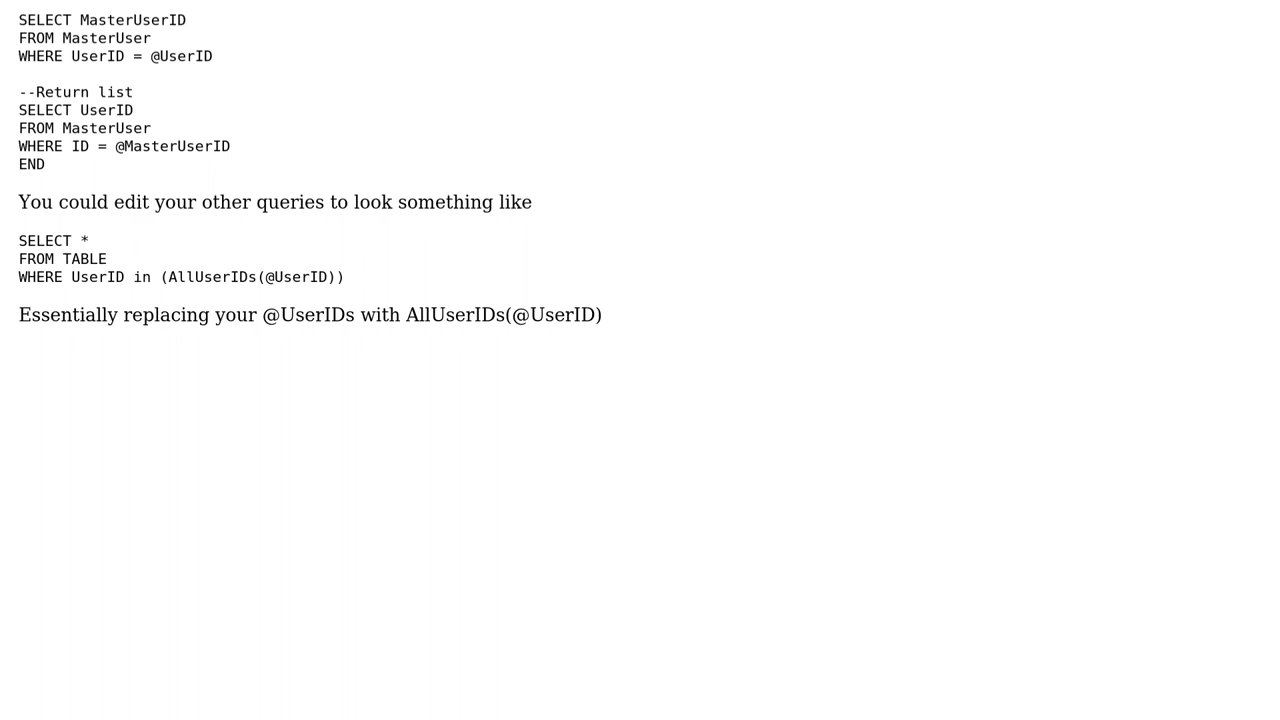 SELECT MasterUserID
FROM MasterUser
WHERE UserID = @UserID
--Return list
SELECT UserID
FROM MasterUser
WHERE ID = @MasterUserID
END
You could edit your other queries to look something like
SELECT *
FROM TABLE
WHERE UserID in (AllUserIDs(@UserID))
Essentially replacing your @UserIDs with AllUserIDs(@UserID)